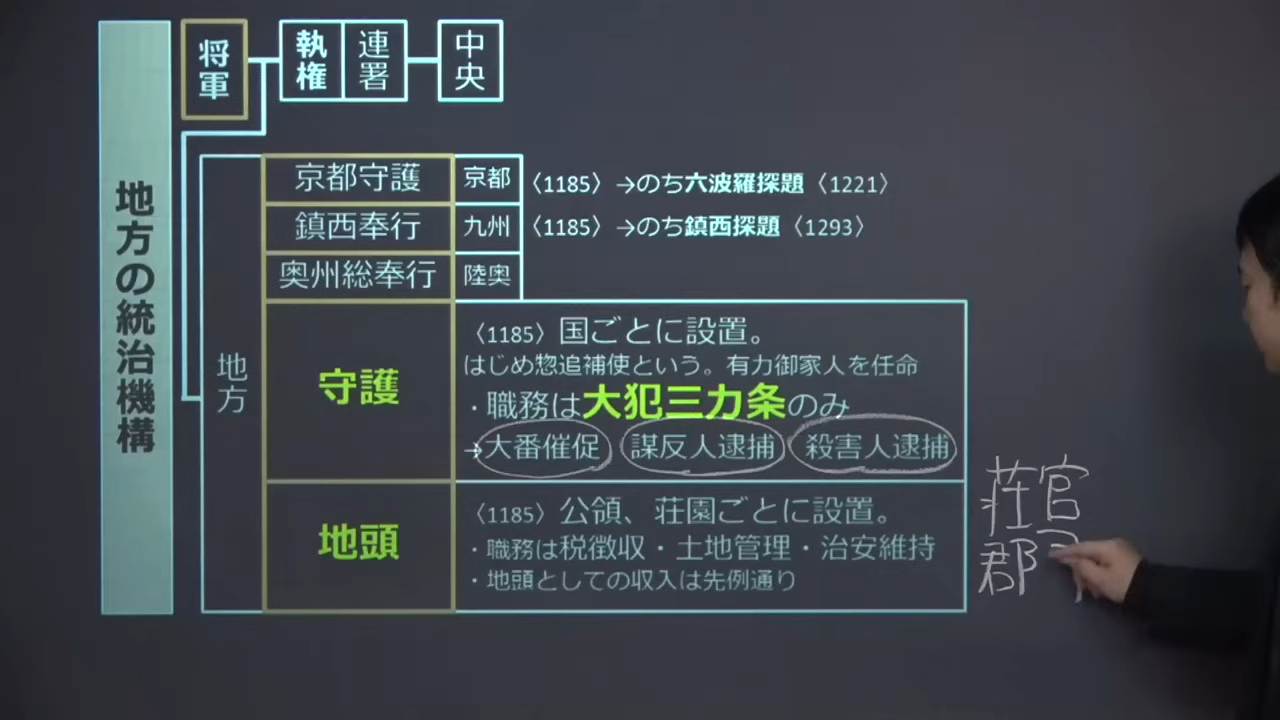 地方の統治機構
将軍
執権
連署
中央
地方
京都守護
京都
〈1185〉→のち六波羅探題〈1221〉
鎮西奉行
九州
〈1185〉→のち鎮西探題〈1293〉
奥州総奉行
陸奥
守護
〈1185〉国ごとに設置。
はじめ惣追補使という。有力御家人を任命
・職務は大犯三カ条のみ
→大番催促 謀反人逮捕 殺害人逮捕
地頭
〈1185〉公領、荘園ごとに設置。
・職務は税徴収・土地管理・治安維持
・地頭としての収入は先例通り
荘官
郡